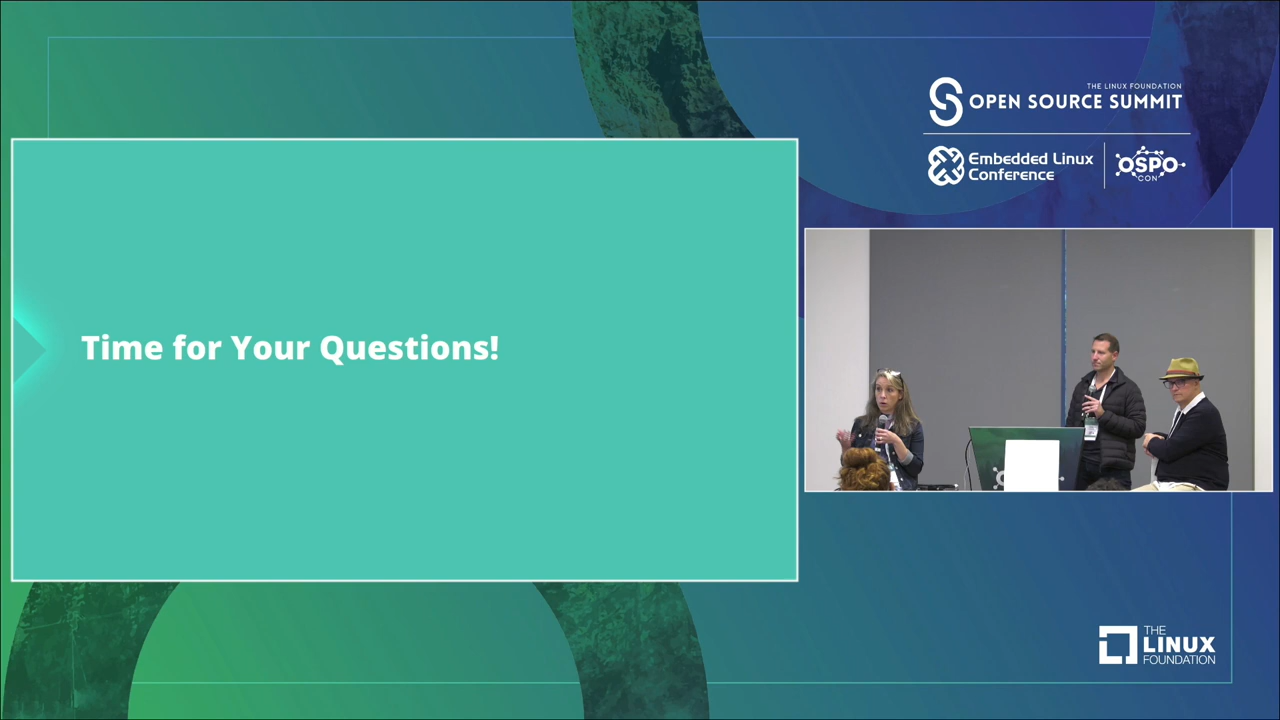 THE LINUX FOUNDATION
OPEN SOURCE SUMMIT
Embedded Linux
Conference
OSPO
CON
Time for Your Questions!
THE
LINUX
FOUNDATION